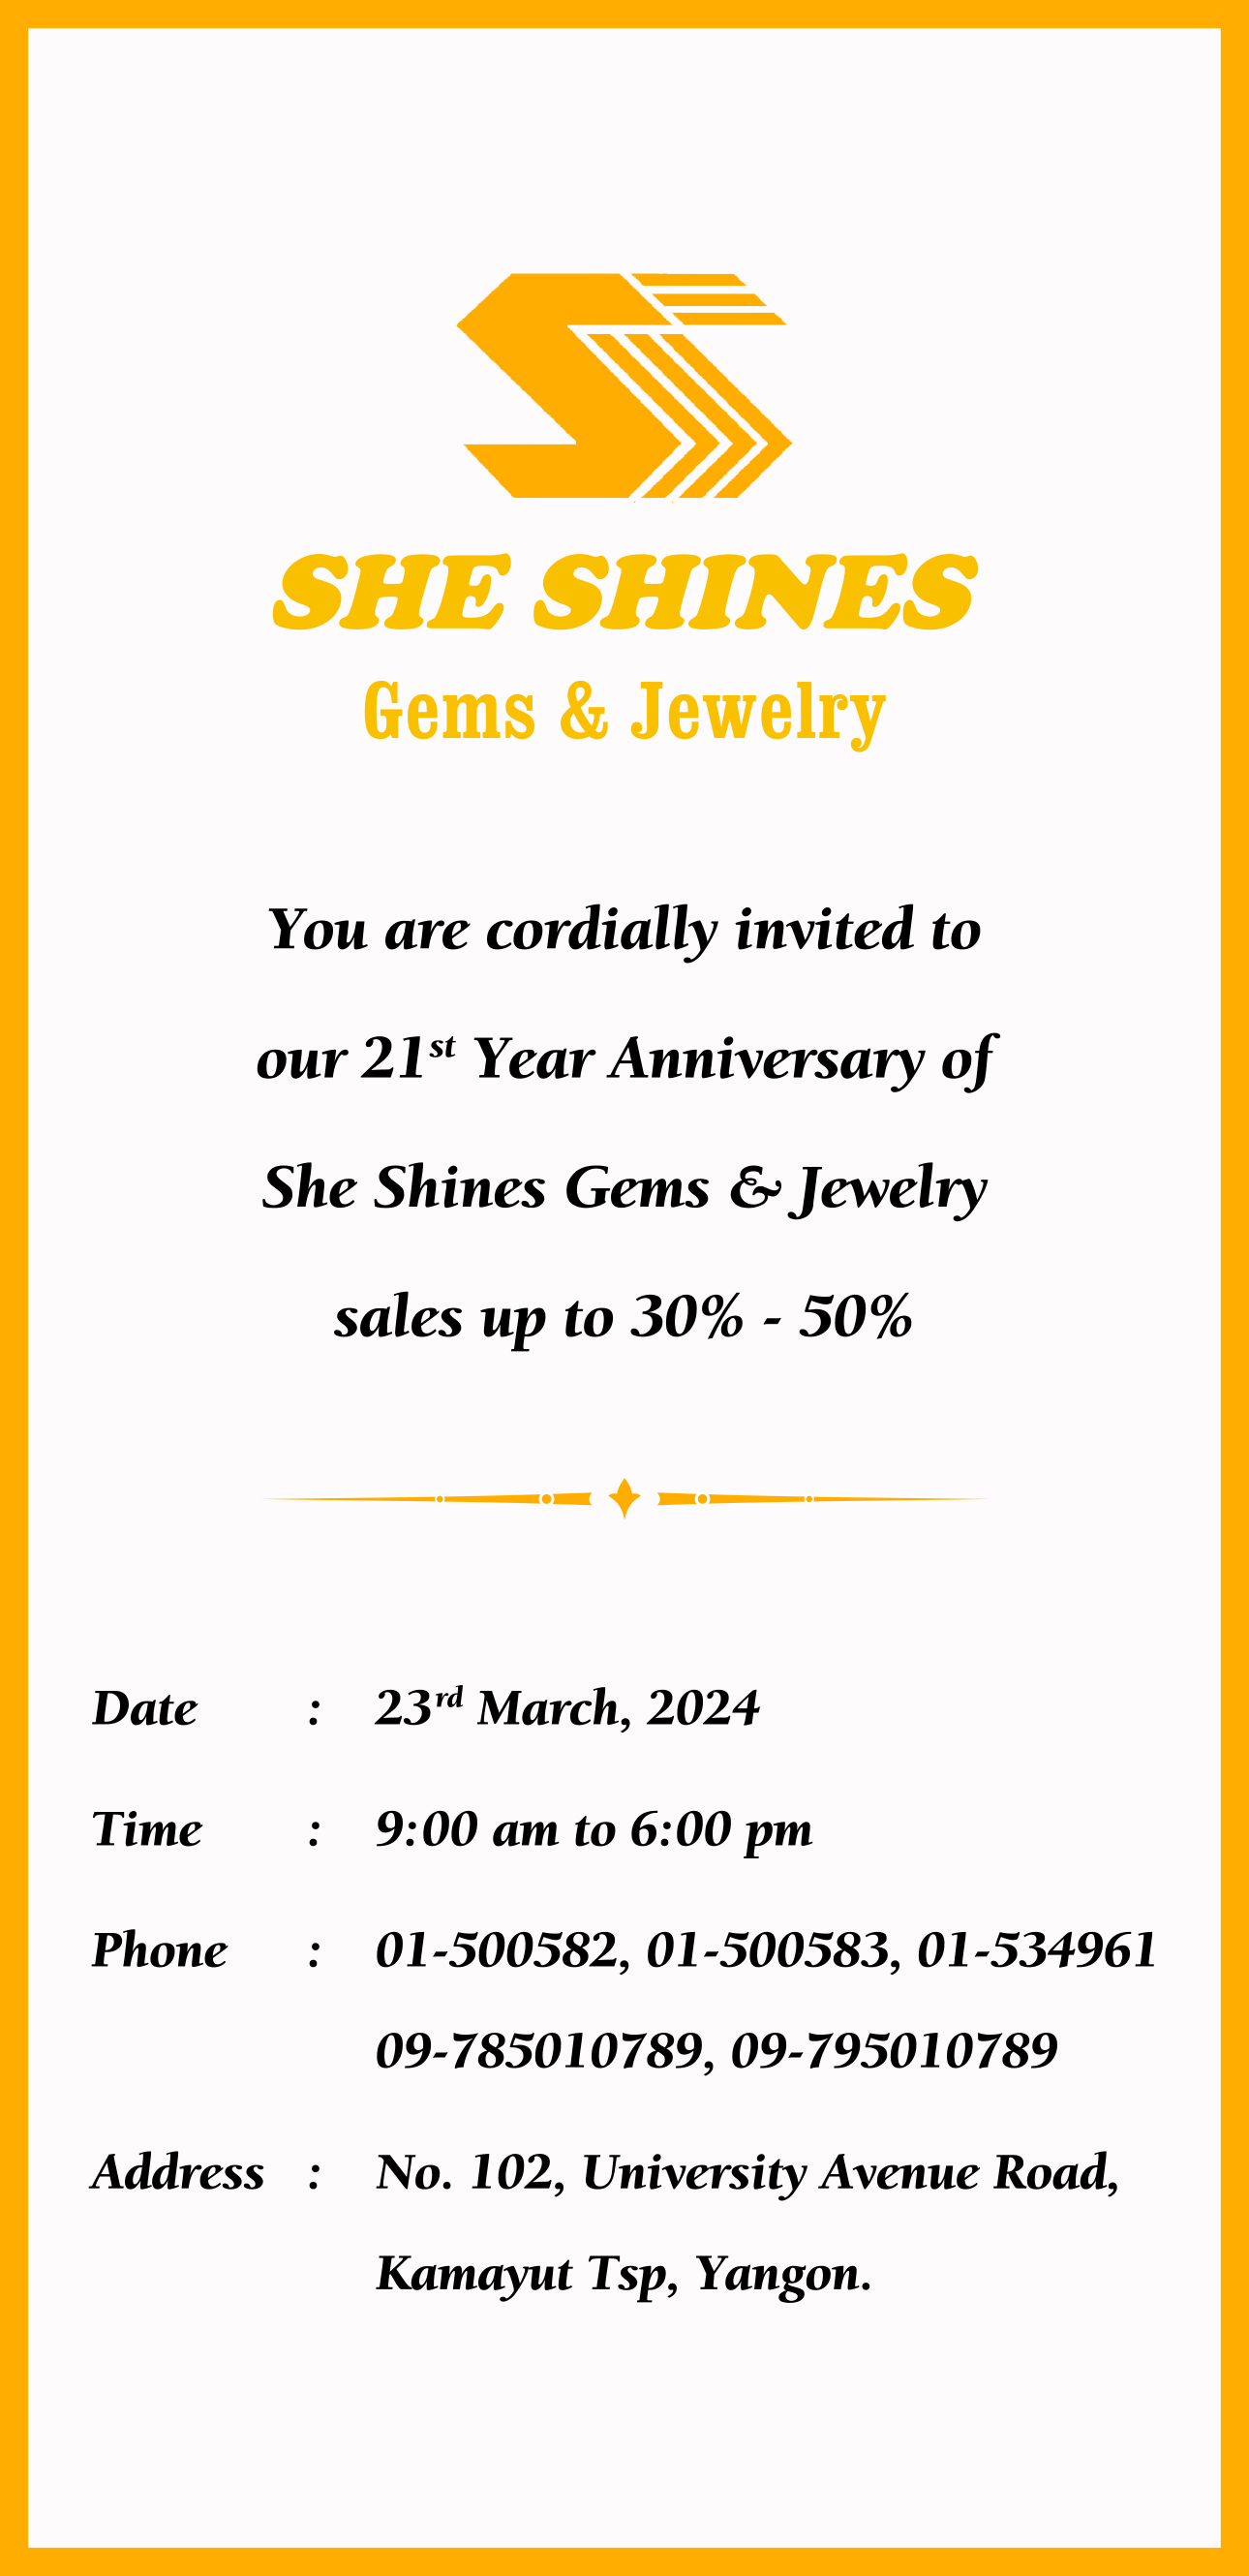 SHE SHINES
Gems & Jewelry
You are cordially invited to
our 21st Year Anniversary of
She Shines Gems & Jewelry
sales up to 30% - 50%
Date : 23rd March, 2024
Time : 9:00 am to 6:00 pm
Phone : 01-500582, 01-500583, 01-534961
09-785010789, 09-795010789
Address : No. 102, University Avenue Road,
Kamayut Tsp, Yangon.